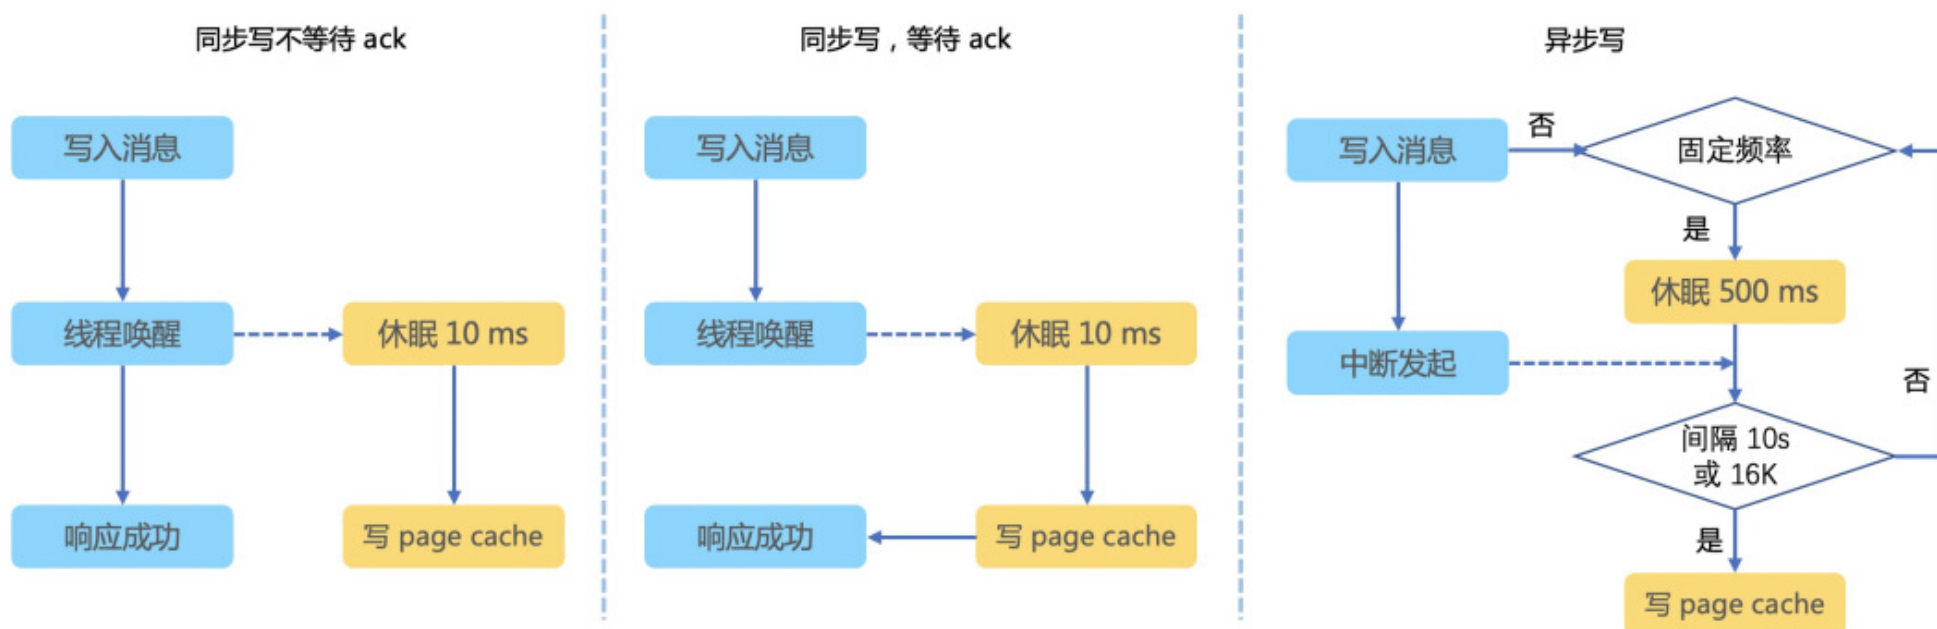 同步写不等待 ack
写入消息
线程唤醒
休眠 10 ms
响应成功
写 page cache
同步写，等待 ack
写入消息
线程唤醒
休眠 10 ms
响应成功
写 page cache
异步写
写入消息
否
固定频率
是
休眠 500 ms
中断发起
否
间隔 10s
或 16K
是
写 page cache